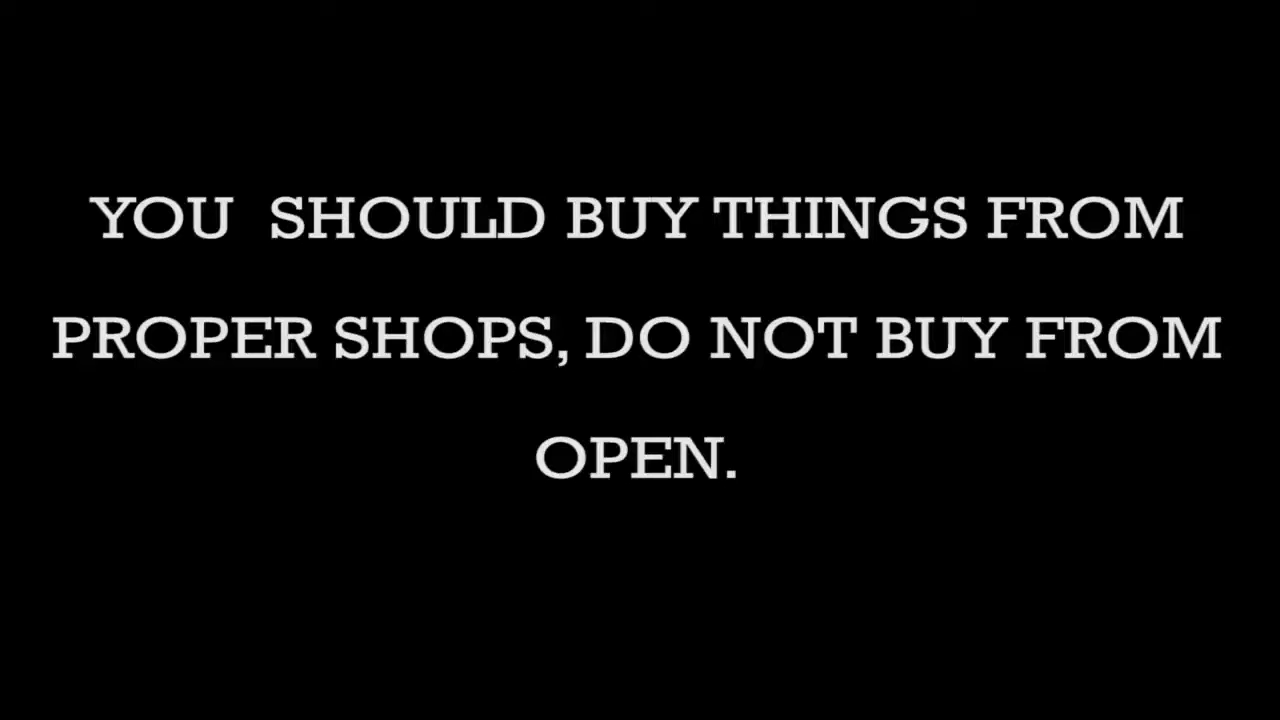 YOU  SHOULD BUY THINGS FROM
PROPER SHOPS, DO NOT BUY FROM
OPEN.